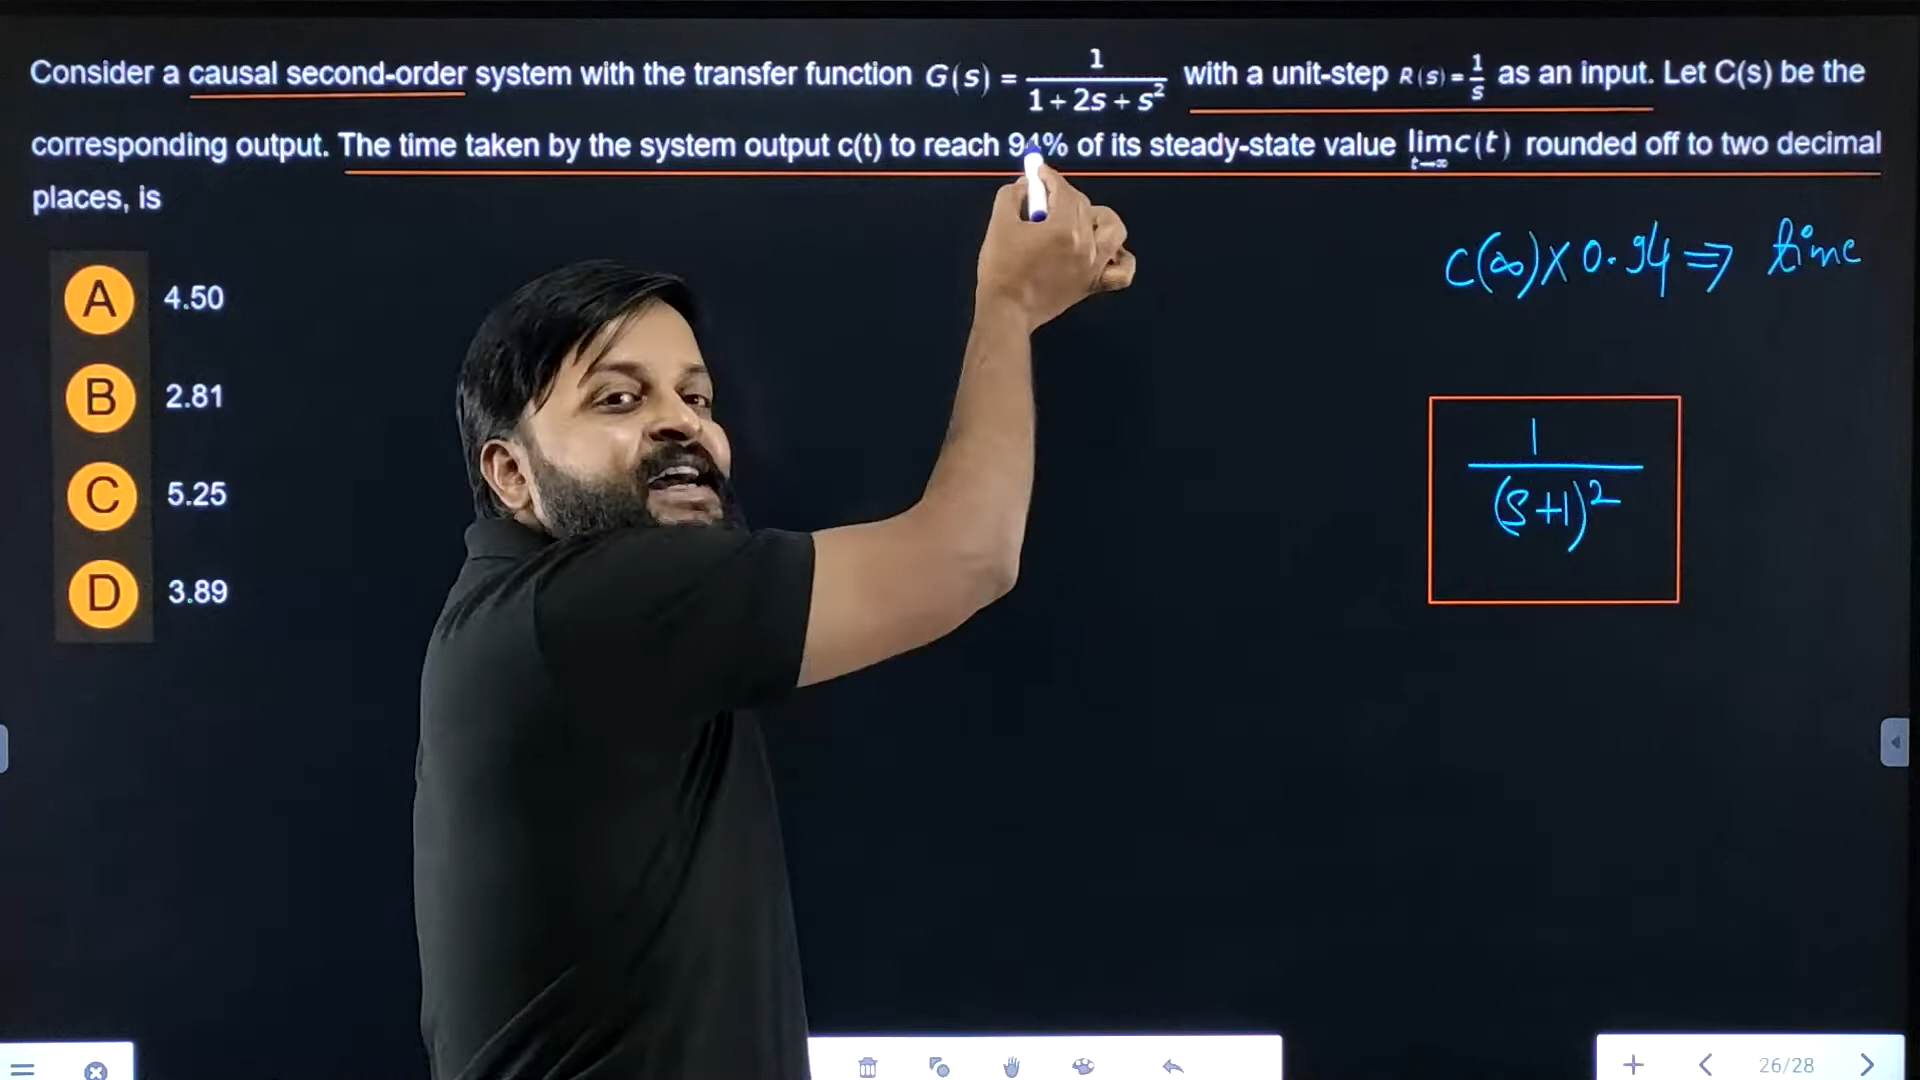 Consider a causal second-order system with the transfer function G(s) = 1 / (1 + 2s + s²) with a unit-step R(s) = 1/s as an input. Let C(s) be the
corresponding output. The time taken by the system output c(t) to reach 94% of its steady-state value lim t→∞ c(t) rounded off to two decimal
places, is
C(∞) X 0.94 ⇒ time
A 4.50
B 2.81
C 5.25
D 3.89
1
(S+1)²
26/28